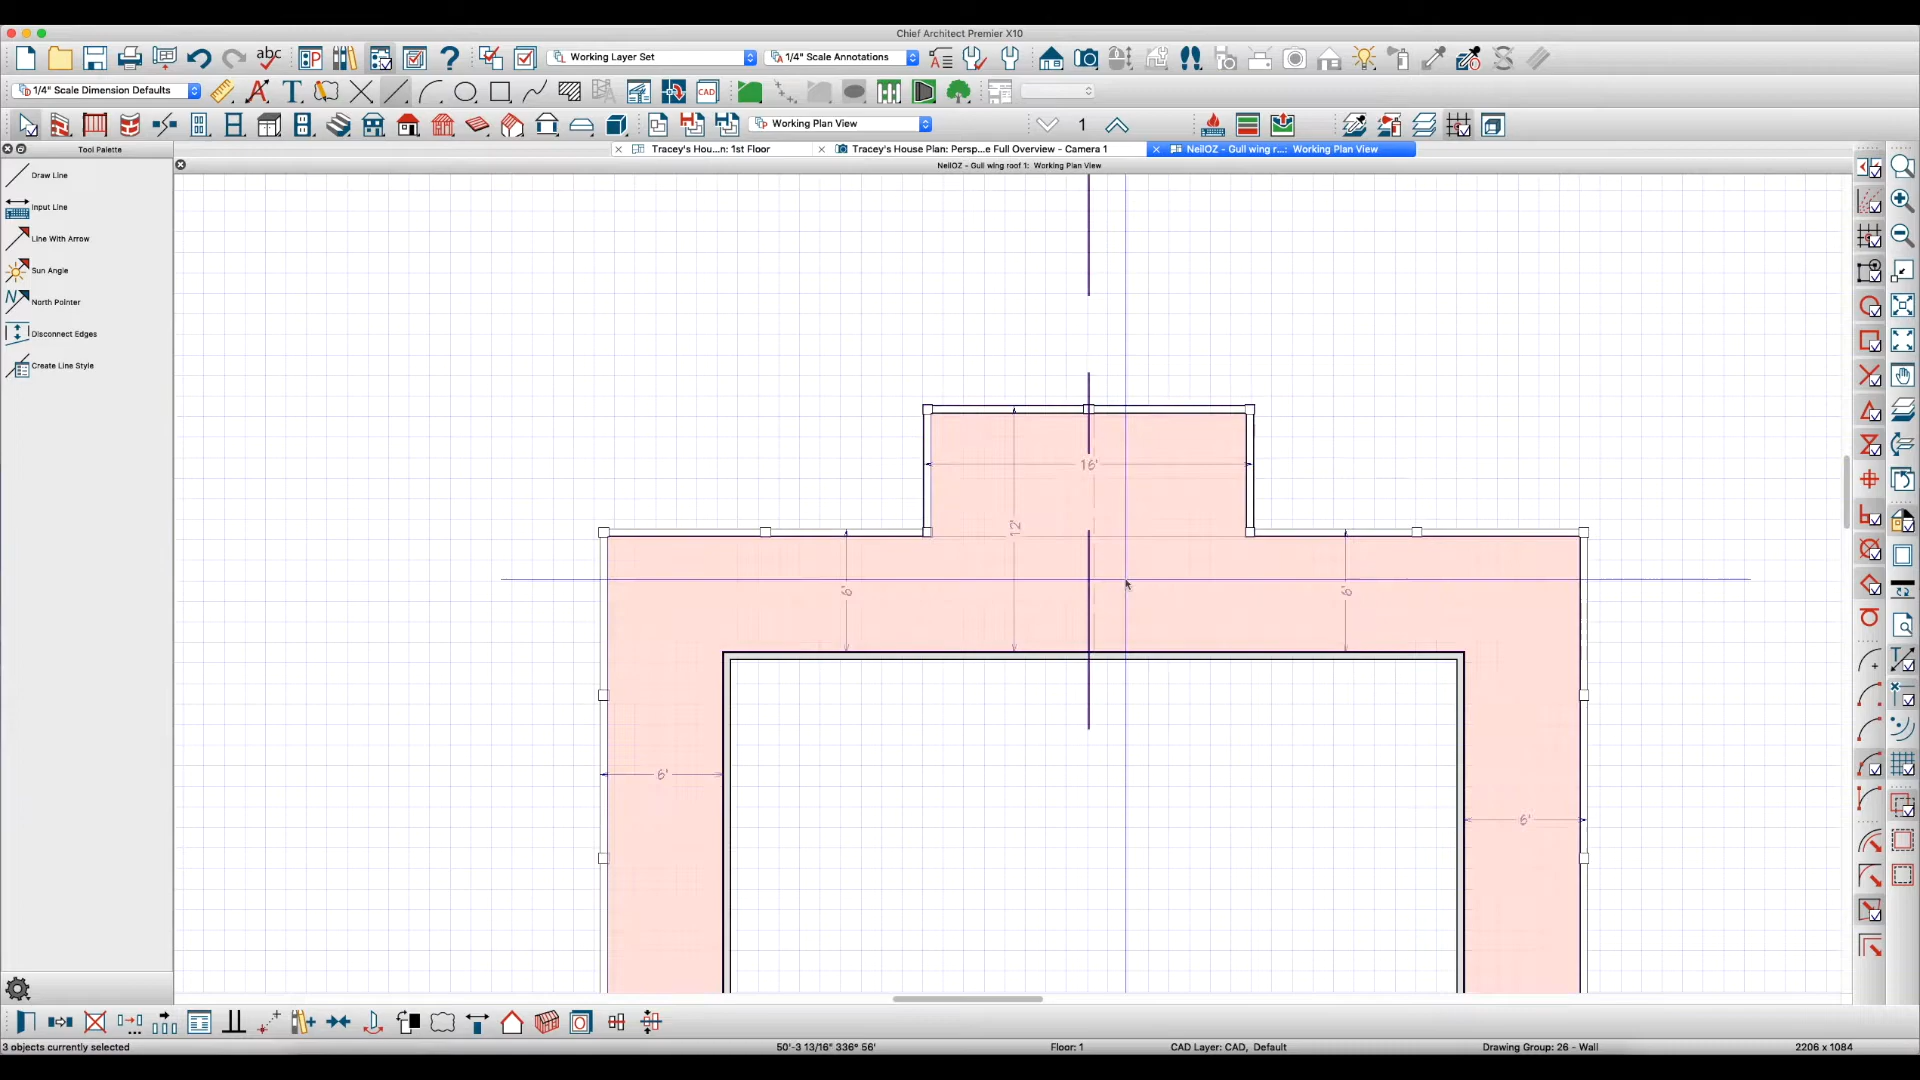 Chief Architect Premier X10
abc
Working Layer Set
1/4" Scale Annotations
1/4" Scale Dimension Defaults
T
CAD
Working Plan View
1
Tool Palette
Tracey's Hou...n: 1st Floor
Tracey's House Plan: Persp...e Full Overview - Camera 1
NeilOZ - Gull wing r...: Working Plan View
NeilOZ - Gull wing roof 1: Working Plan View
Draw Line
Input Line
Line With Arrow
Sun Angle
North Pointer
Disconnect Edges
Create Line Style
16'
12'
6'
6'
6'
6'
3 objects currently selected
50'-3 13/16" 336° 56'
Floor: 1
CAD Layer: CAD, Default
Drawing Group: 26 - Wall
2206 x 1084